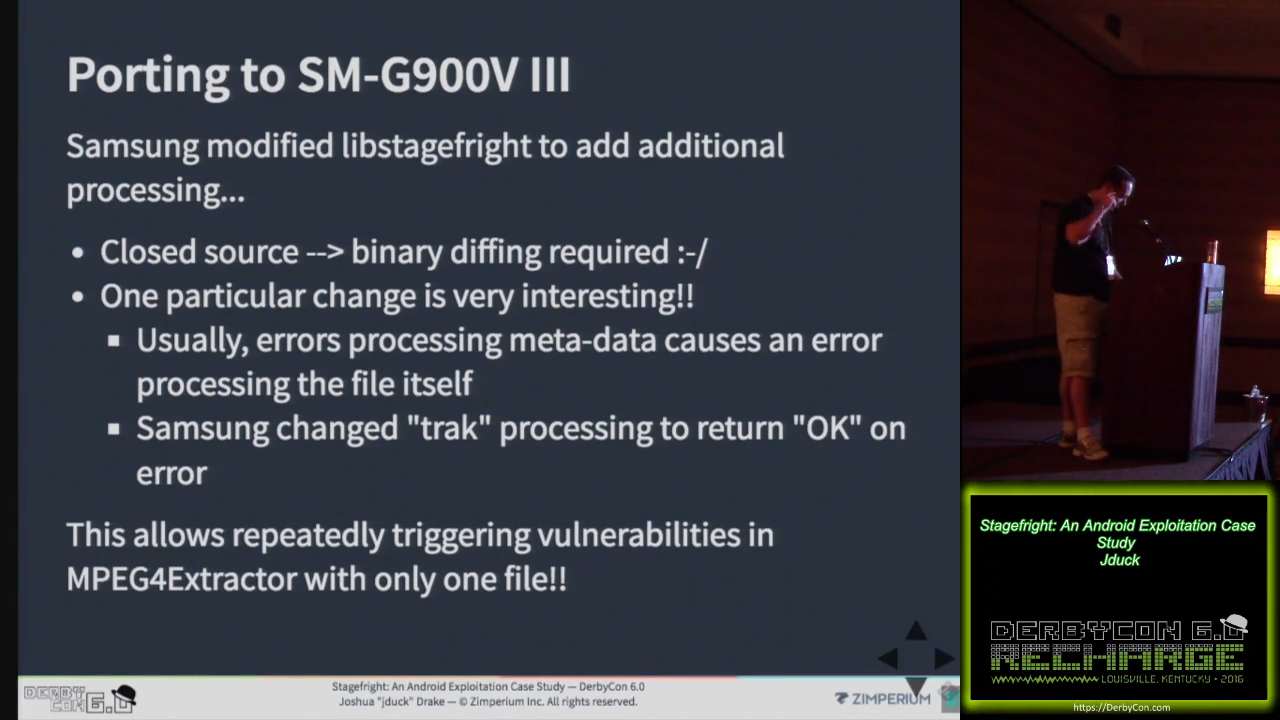 Porting to SM-G900V III
Samsung modified libstagefright to add additional
processing...
• Closed source --> binary diffing required :-/
• One particular change is very interesting!!
▪ Usually, errors processing meta-data causes an error
processing the file itself
▪ Samsung changed "trak" processing to return "OK" on
error
This allows repeatedly triggering vulnerabilities in
MPEG4Extractor with only one file!!
DERBY
CON 6.0
Stagefright: An Android Exploitation Case Study — DerbyCon 6.0
Joshua "jduck" Drake — © Zimperium Inc. All rights reserved.
ZIMPERIUM
Stagefright: An Android Exploitation Case
Study
Jduck
DERBYCON 6.0
RECHARGE
LOUISVILLE, KENTUCKY • 2016
https://DerbyCon.com